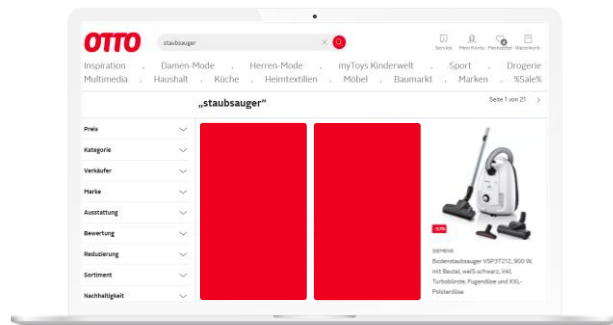 OTTO
staubsauger
Service Mein Konto Merkzettel Warenkorb
Inspiration . Damen-Mode . Herren-Mode . myToys Kinderwelt . Sport . Drogerie
Multimedia . Haushalt . Küche . Heimtextilien . Möbel . Baumarkt . Marken . %Sale%
„staubsauger“
Seite 1 von 21
Preis
Kategorie
Verkäufer
Marke
Ausstattung
Bewertung
Reduzierung
Sortiment
Nachhaltigkeit
SIEMENS
Bodenstaubsauger VSP3T212, 900 W,
mit Beutel, weiß-schwarz, inkl.
Turbobürste, Fugendüse und XXL-
Polsterdüse